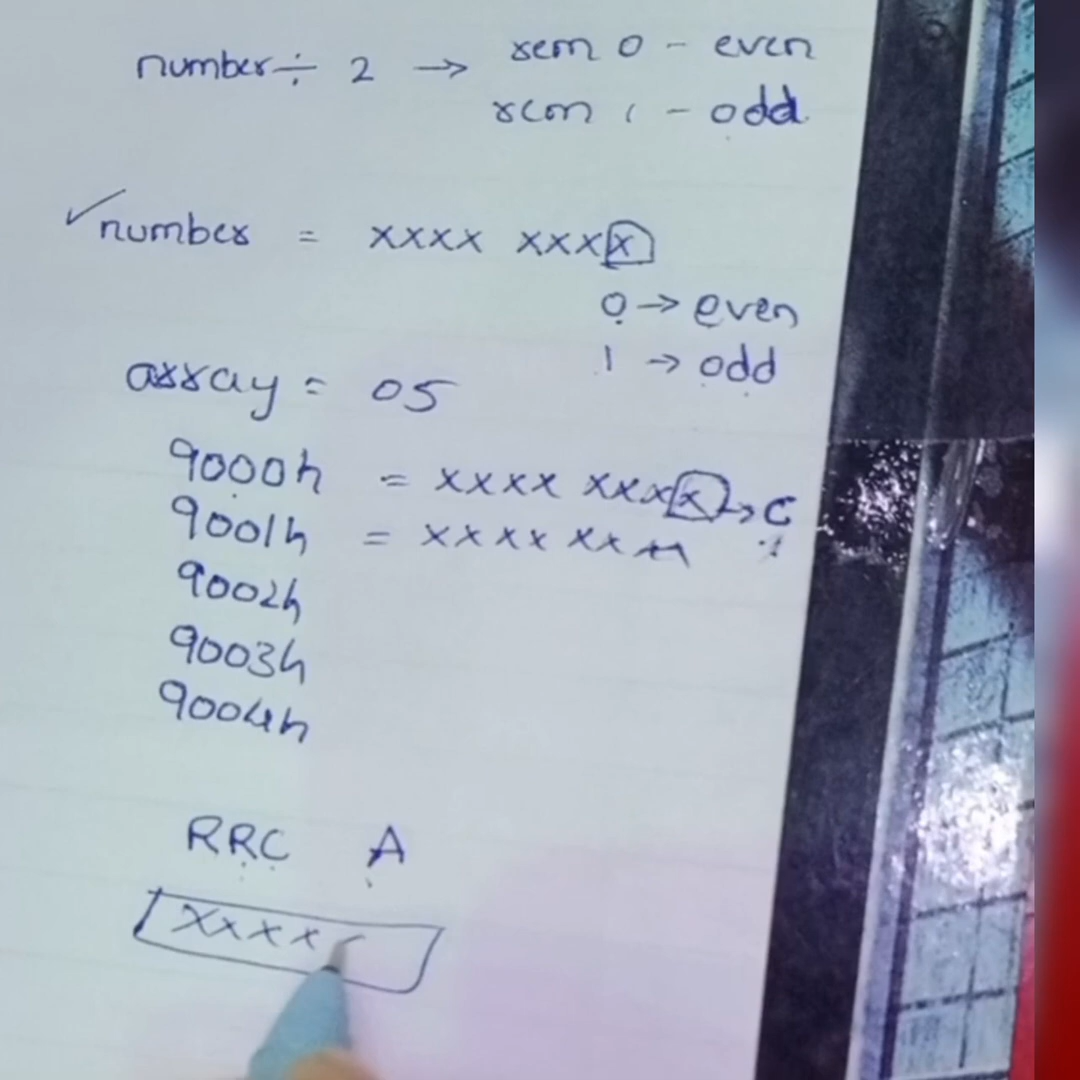 number ÷ 2 → rem 0 - even
rem 1 - odd
✓number = xxxx xxxx
0 → even
1 → odd
array = 05
9000h = xxxx xxxx → C
9001h = xxxx xx
9002h
9003h
9004h
RRC A
xxxx